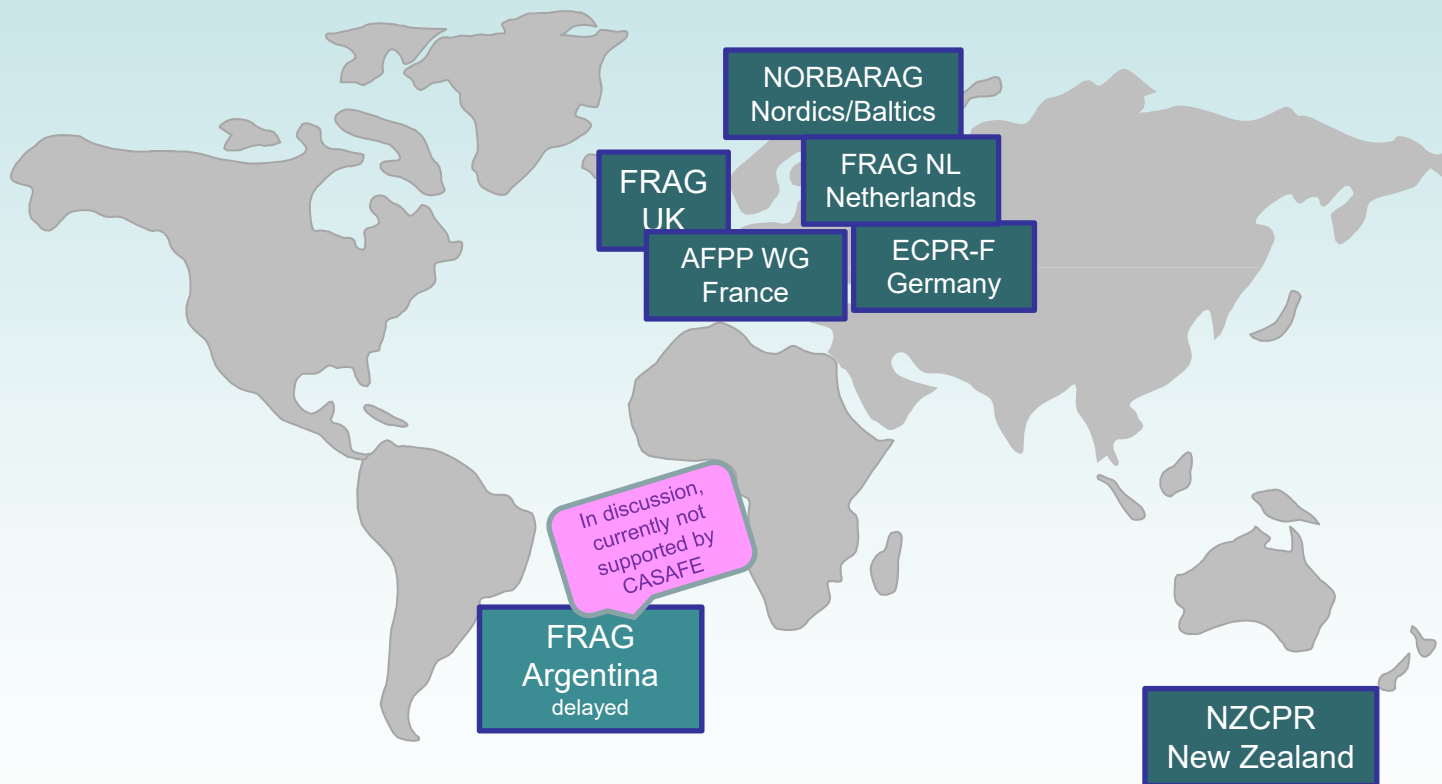 NORBARAG
Nordics/Baltics
FRAG NL
Netherlands
FRAG
UK
AFPP WG
France
ECPR-F
Germany
In discussion,
currently not
supported by
CASAFE
FRAG
Argentina
delayed
NZCPR
New Zealand